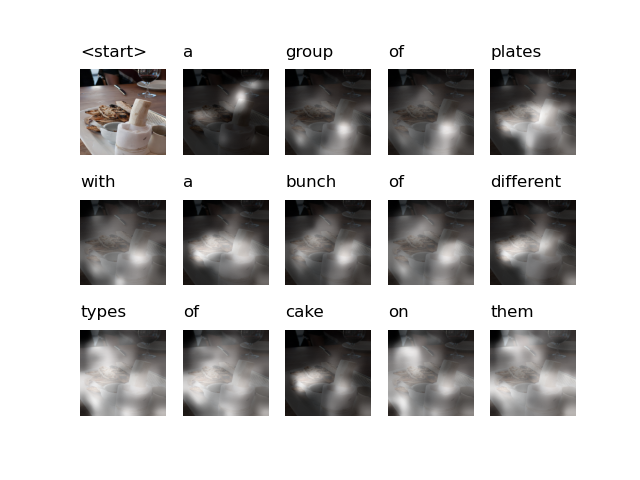 <start> a group of plates
with a bunch of different
types of cake on them